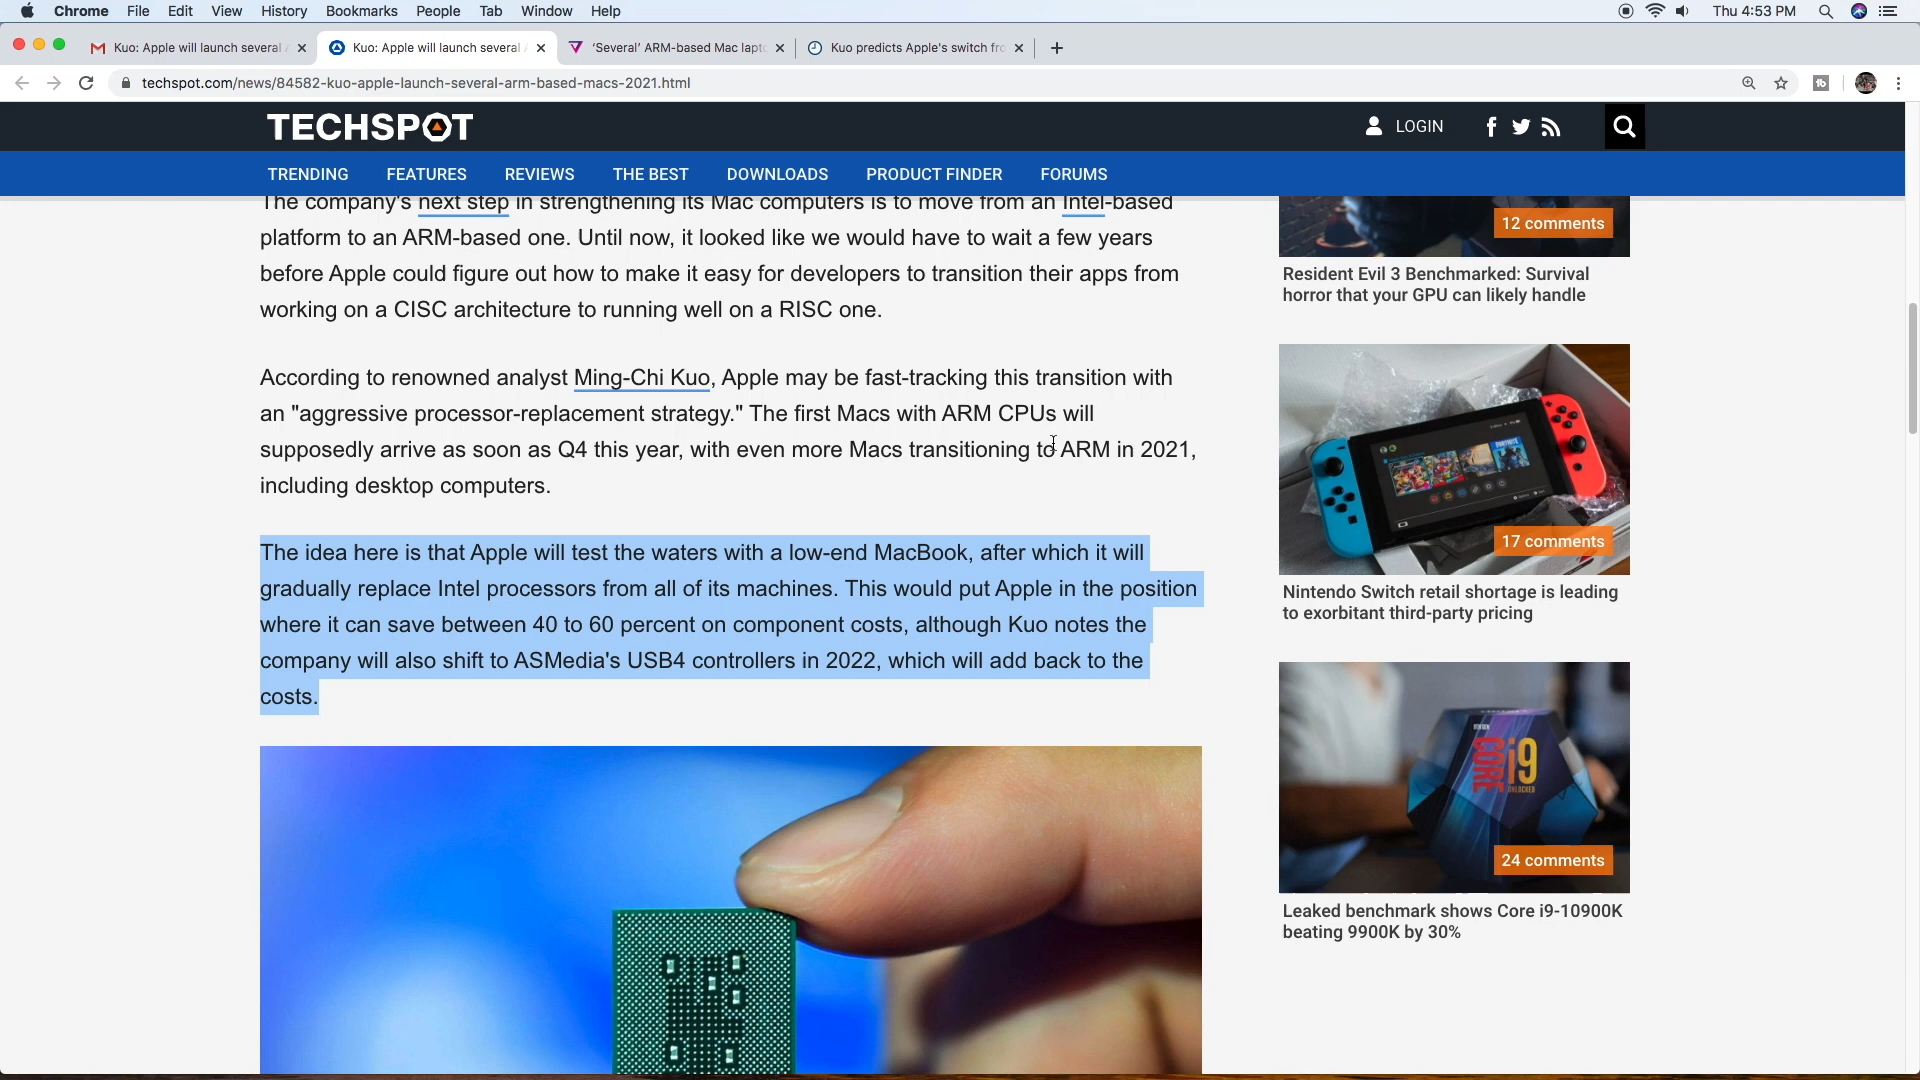 Chrome File Edit View History Bookmarks People Tab Window Help Thu 4:53 PM
Kuo: Apple will launch several Kuo: Apple will launch several 'Several' ARM-based Mac Kuo predicts Apple's switch
techspot.com/news/84582-kuo-apple-launch-several-arm-based-macs-2021.html
TECHSPOT LOGIN
TRENDING FEATURES REVIEWS THE BEST DOWNLOADS PRODUCT FINDER FORUMS
The company's next step in strengthening its Mac computers is to move from an Intel-based
platform to an ARM-based one. Until now, it looked like we would have to wait a few years
before Apple could figure out how to make it easy for developers to transition their apps from
working on a CISC architecture to running well on a RISC one.
According to renowned analyst Ming-Chi Kuo, Apple may be fast-tracking this transition with
an "aggressive processor-replacement strategy." The first Macs with ARM CPUs will
supposedly arrive as soon as Q4 this year, with even more Macs transitioning to ARM in 2021,
including desktop computers.
The idea here is that Apple will test the waters with a low-end MacBook, after which it will
gradually replace Intel processors from all of its machines. This would put Apple in the position
where it can save between 40 to 60 percent on component costs, although Kuo notes the
company will also shift to ASMedia's USB4 controllers in 2022, which will add back to the
costs.
12 comments
Resident Evil 3 Benchmarked: Survival
horror that your GPU can likely handle
FORTNITE
17 comments
Nintendo Switch retail shortage is leading
to exorbitant third-party pricing
CORE i9
UNLOCKED
24 comments
Leaked benchmark shows Core i9-10900K
beating 9900K by 30%